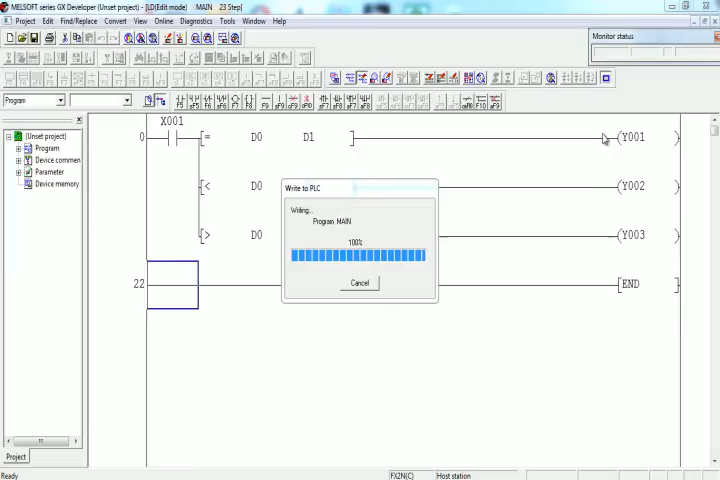 MELSOFT series GX Developer (Unset project) - [LD(Edit mode)    MAIN    23 Step]
Project Edit Find/Replace Convert View Online Diagnostics Tools Window Help
Monitor status
Program
X001
0 [= D0 D1 ] (Y001 )
[< D0 (Y002 )
[> D0 (Y003 )
22 [END ]
(Unset project)
Program
Device commen
Parameter
Device memory
Write to PLC
Writing...
Program MAIN
100%
Cancel
Project
Ready
FX2N(C)
Host station